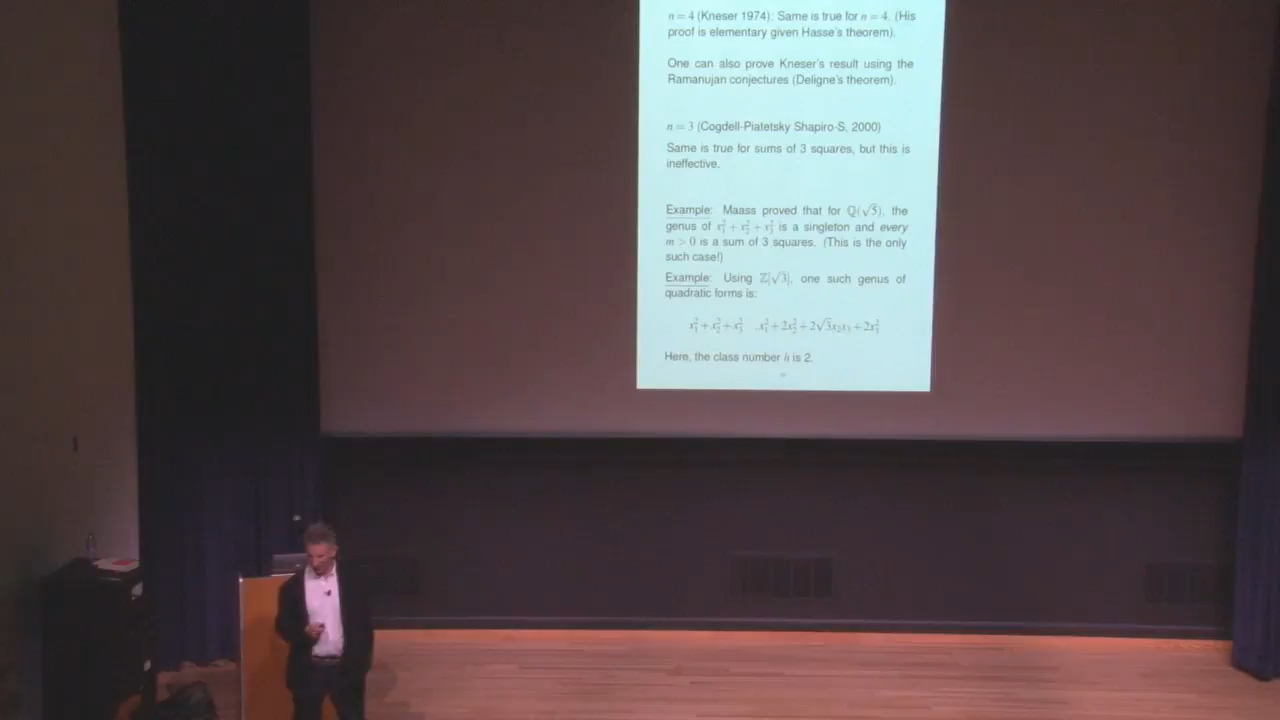 n = 4 (Kneser 1974): Same is true for n = 4. (His
proof is elementary given Hasse's theorem).
One can also prove Kneser's result using the
Ramanujan conjectures (Deligne's theorem).
n = 3 (Cogdell-Piatetsky Shapiro-S, 2000)
Same is true for sums of 3 squares, but this is
ineffective.
Example: Maass proved that for ℚ(√5), the
genus of x₁² + x₂² + x₃² is a singleton and every
m > 0 is a sum of 3 squares. (This is the only
such case!)
Example: Using ℤ[√3], one such genus of
quadratic forms is:
x₁² + x₂² + x₃² , x₁² + 2x₂² + 2√3x₂x₃ + 2x₃²
Here, the class number h is 2.